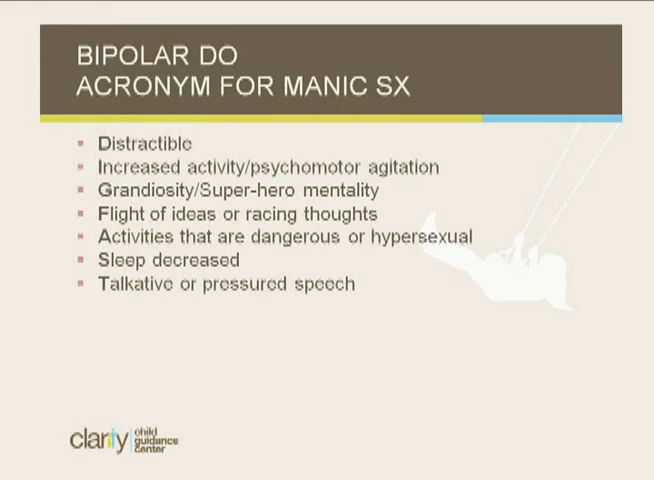 BIPOLAR DO
ACRONYM FOR MANIC SX
Distractible
Increased activity/psychomotor agitation
Grandiosity/Super-hero mentality
Flight of ideas or racing thoughts
Activities that are dangerous or hypersexual
Sleep decreased
Talkative or pressured speech
clarity
child
guidance
center